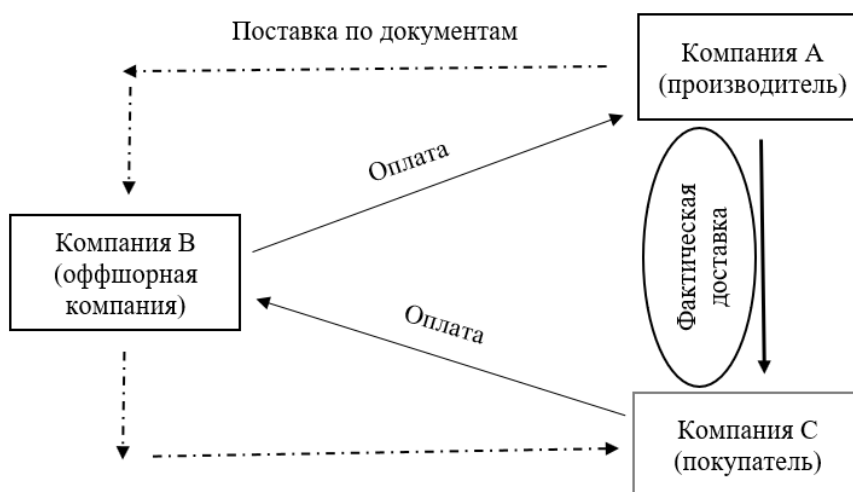 Поставка по документам
Компания А
(производитель)
Оплата
Фактическая
доставка
Компания В
(оффшорная
компания)
Оплата
Компания С
(покупатель)